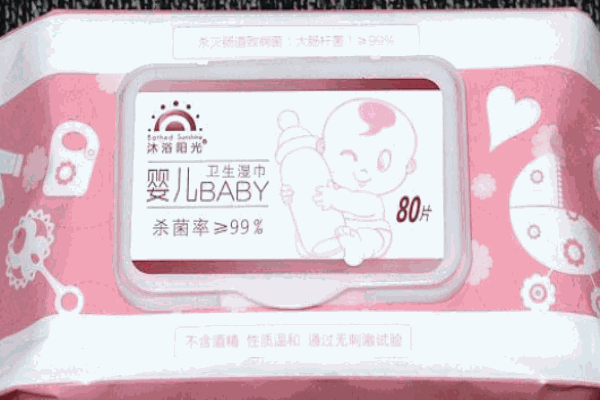 杀灭肠道致病菌：大肠杆菌：≥99%
Bathed Sunshine
沐浴阳光®
卫生湿巾
婴儿BABY
杀菌率≥99%
80片
不含酒精 性质温和 通过无刺激试验